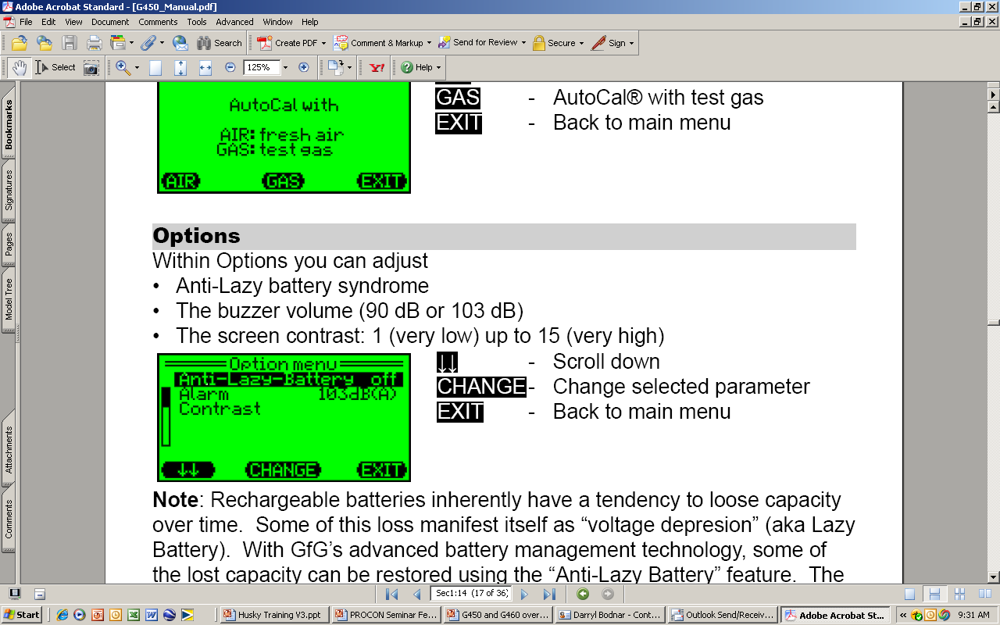 Adobe Acrobat Standard - [G450_Manual.pdf]
File Edit View Document Comments Tools Advanced Window Help
Search Create PDF Comment & Markup Send for Review Secure Sign
Select 125% Y! Help
Bookmarks
Signatures
Pages
Model Tree
Attachments
Comments
AutoCal with
AIR: fresh air
GAS: test gas
AIR GAS EXIT
GAS - AutoCal® with test gas
EXIT - Back to main menu
Options
Within Options you can adjust
• Anti-Lazy battery syndrome
• The buzzer volume (90 dB or 103 dB)
• The screen contrast: 1 (very low) up to 15 (very high)
Option menu
Anti-Lazy-Battery off
Alarm 103dB(A)
Contrast
↓↓ CHANGE EXIT
↓↓ - Scroll down
CHANGE - Change selected parameter
EXIT - Back to main menu
Note: Rechargeable batteries inherently have a tendency to loose capacity
over time. Some of this loss manifest itself as “voltage depresion” (aka Lazy
Battery). With GfG’s advanced battery management technology, some of
the lost capacity can be restored using the “Anti-Lazy Battery” feature. The
Sec1:14 (17 of 36)
Start Husky Training V3.ppt PROCON Seminar Fe... G450 and G460 over... Darryl Bodnar - Cont... Outlook Send/Receiv... Adobe Acrobat St... « 9:31 AM